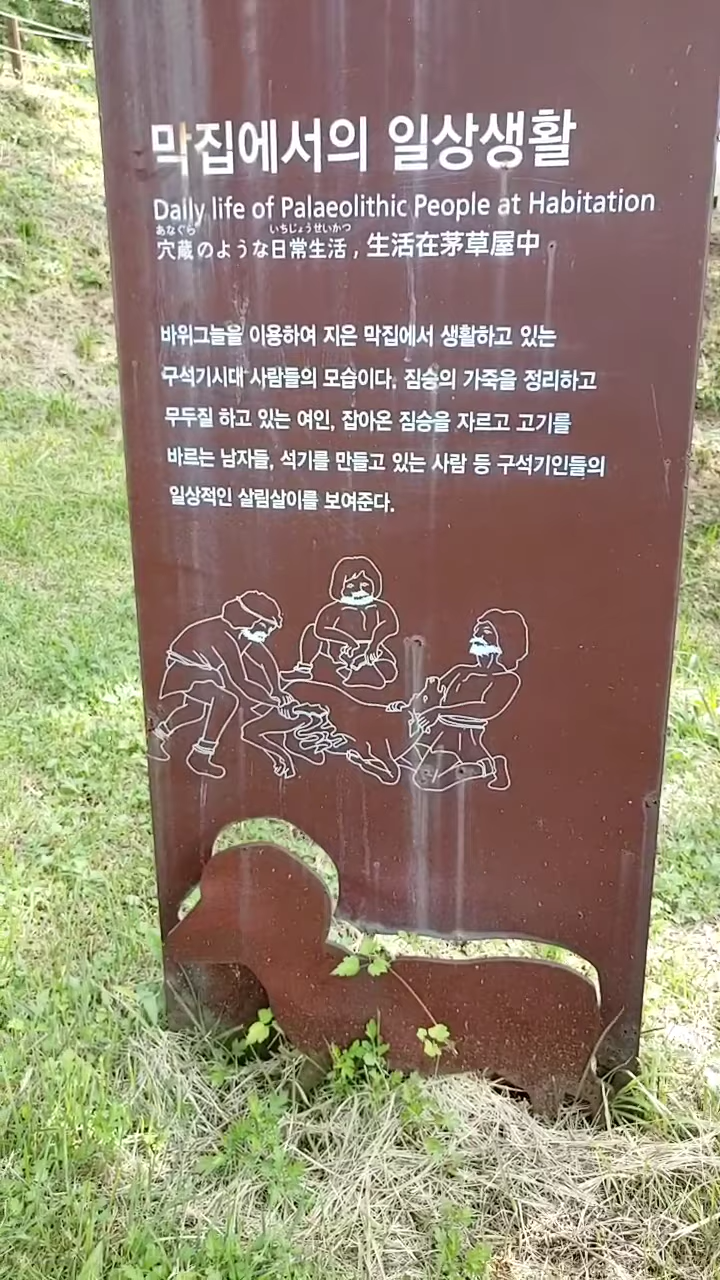 막집에서의 일상생활
Daily life of Palaeolithic People at Habitation
あなぐら いちじょうせいかつ
穴蔵のような日常生活 , 生活在茅草屋中
바위그늘을 이용하여 지은 막집에서 생활하고 있는
구석기시대 사람들의 모습이다. 짐승의 가죽을 정리하고
무두질 하고 있는 여인, 잡아온 짐승을 자르고 고기를
바르는 남자들, 석기를 만들고 있는 사람 등 구석기인들의
일상적인 살림살이를 보여준다.